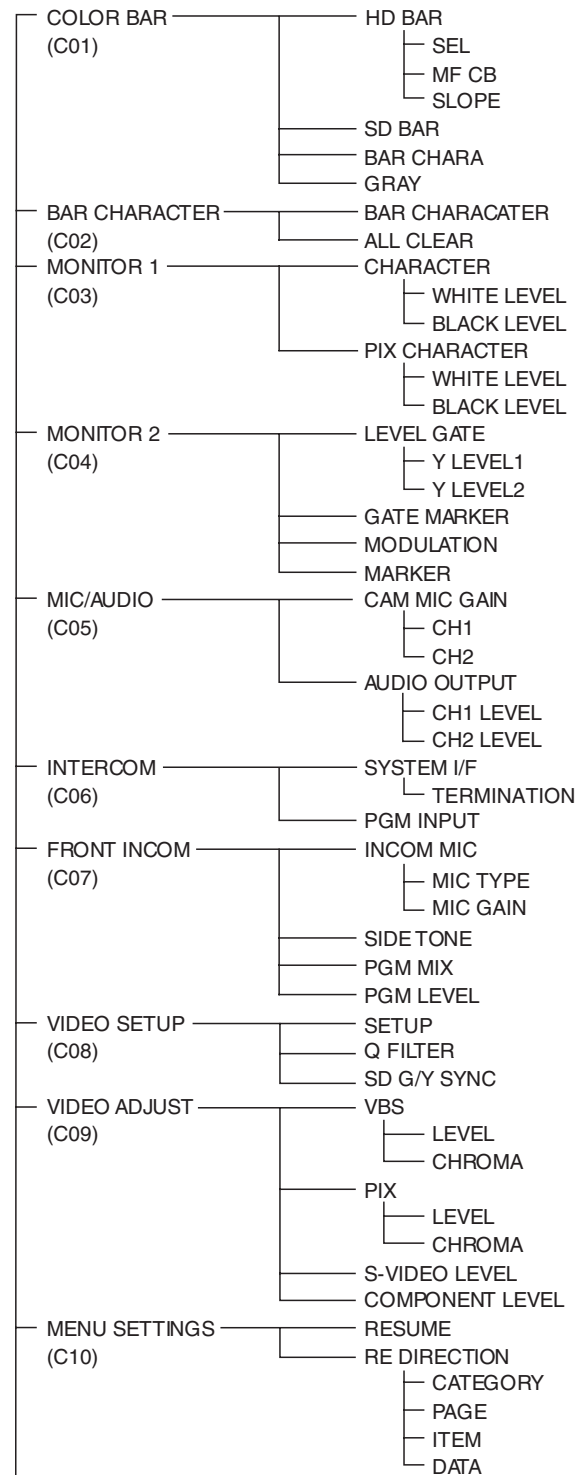 COLOR BAR HD BAR
(C01) SEL
MF CB
SLOPE
SD BAR
BAR CHARA
GRAY
BAR CHARACTER BAR CHARACATER
(C02) ALL CLEAR
MONITOR 1 CHARACTER
(C03) WHITE LEVEL
BLACK LEVEL
PIX CHARACTER
WHITE LEVEL
BLACK LEVEL
MONITOR 2 LEVEL GATE
(C04) Y LEVEL1
Y LEVEL2
GATE MARKER
MODULATION
MARKER
MIC/AUDIO CAM MIC GAIN
(C05) CH1
CH2
AUDIO OUTPUT
CH1 LEVEL
CH2 LEVEL
INTERCOM SYSTEM I/F
(C06) TERMINATION
PGM INPUT
FRONT INCOM INCOM MIC
(C07) MIC TYPE
MIC GAIN
SIDE TONE
PGM MIX
PGM LEVEL
VIDEO SETUP SETUP
(C08) Q FILTER
SD G/Y SYNC
VIDEO ADJUST VBS
(C09) LEVEL
CHROMA
PIX
LEVEL
CHROMA
S-VIDEO LEVEL
COMPONENT LEVEL
MENU SETTINGS RESUME
(C10) RE DIRECTION
CATEGORY
PAGE
ITEM
DATA